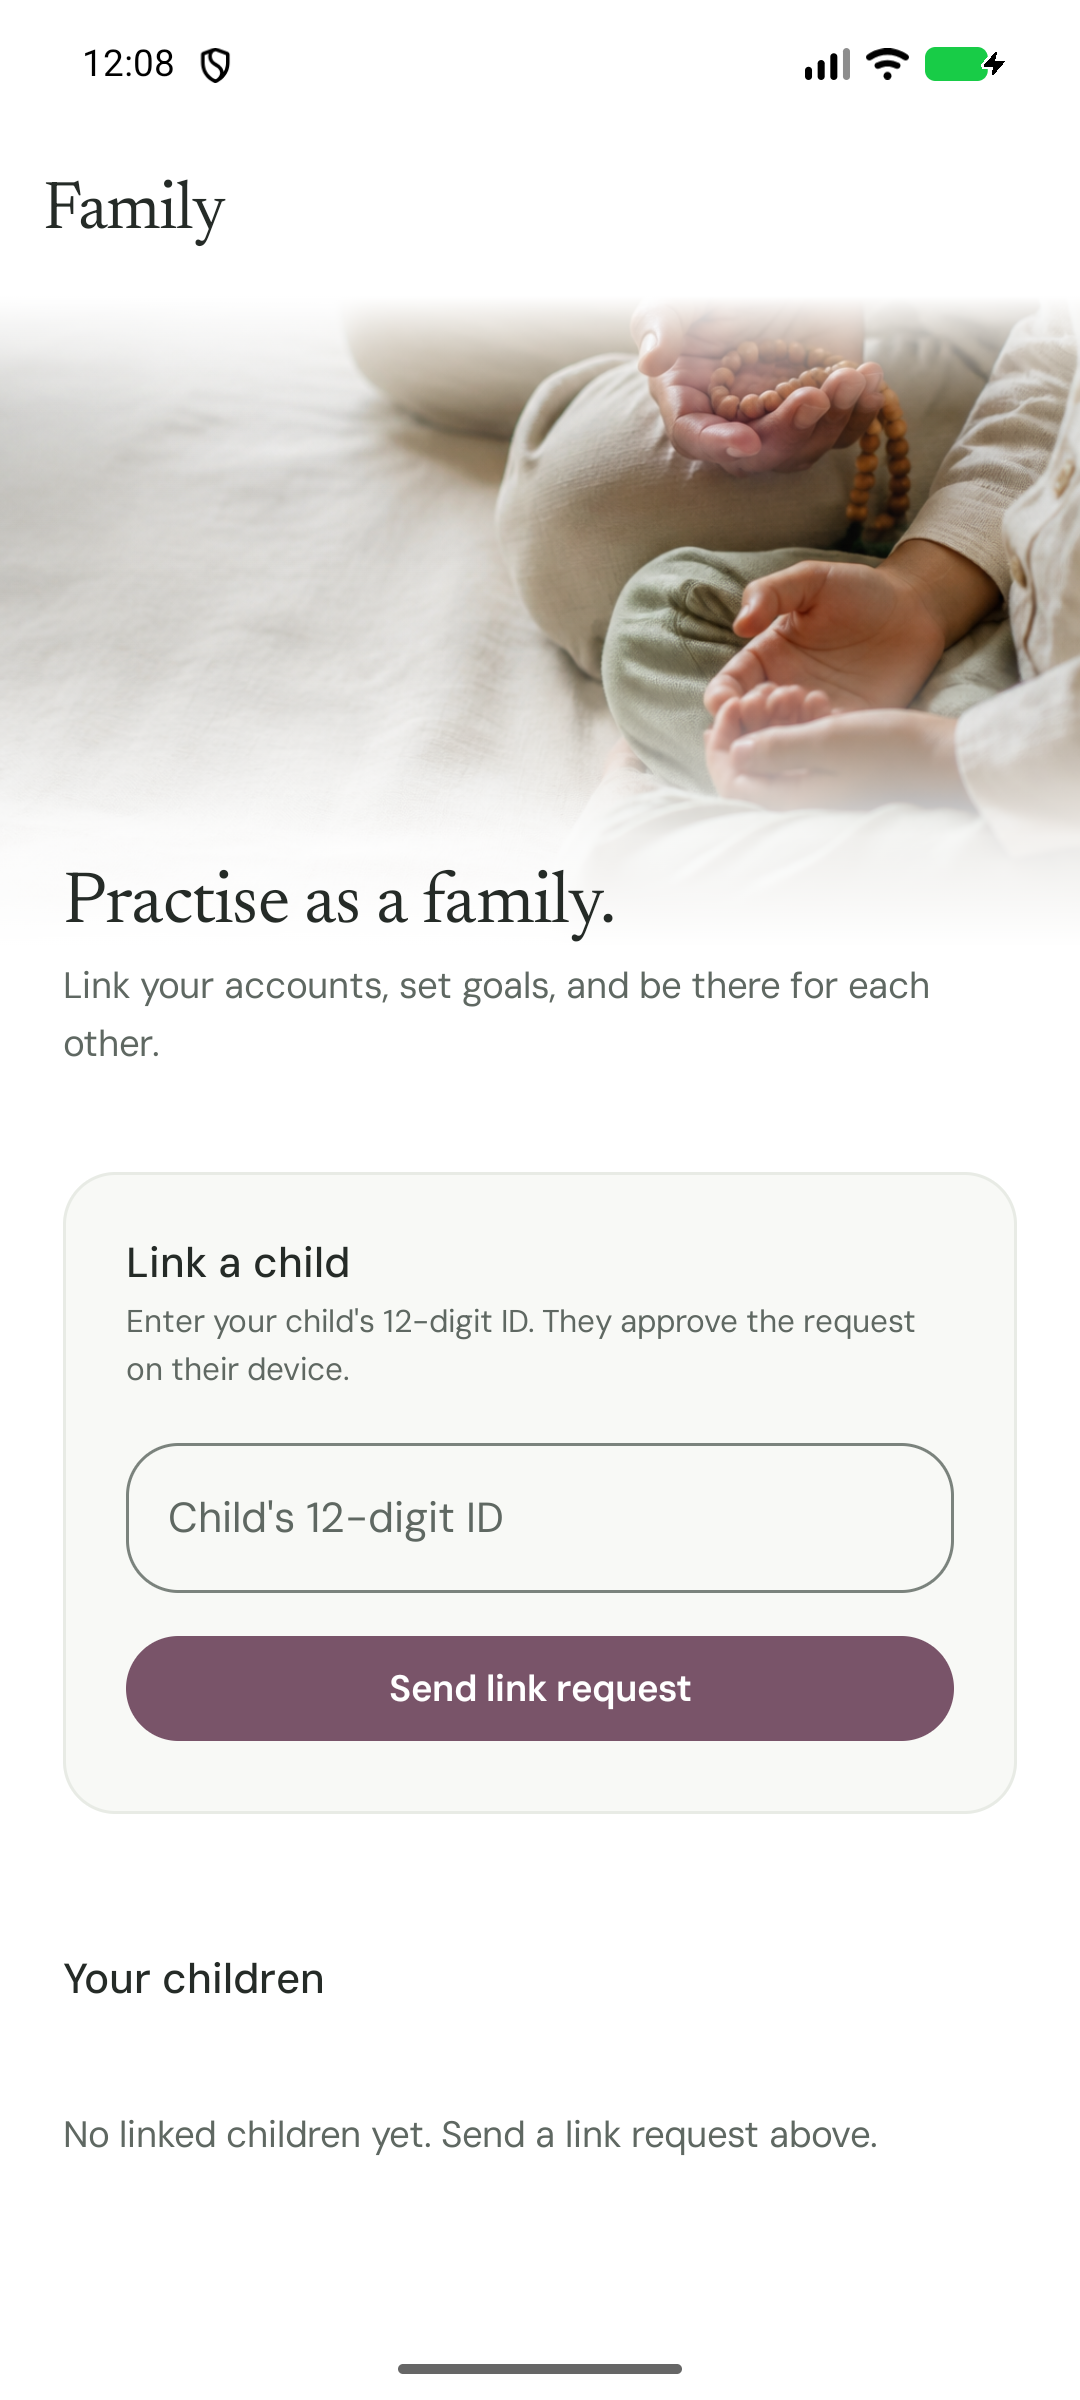 12:08
Family
Practise as a family.
Link your accounts, set goals, and be there for each
other.
Link a child
Enter your child's 12-digit ID. They approve the request
on their device.
Child's 12-digit ID
Send link request
Your children
No linked children yet. Send a link request above.